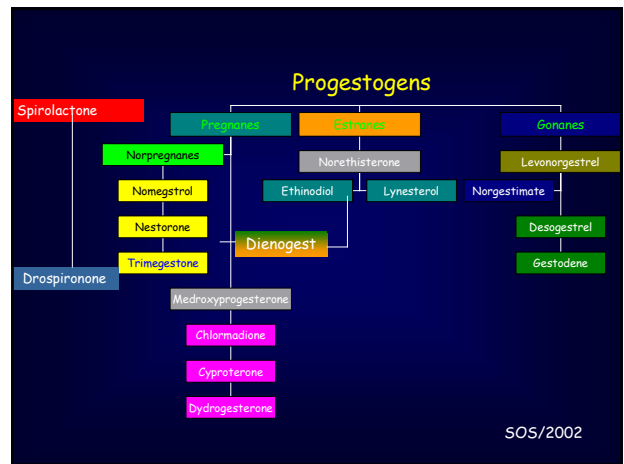 Progestogens
Spirolactone
Pregnanes
Estranes
Gonanes
Norpregnanes
Norethisterone
Levonorgestrel
Nomegstrol
Ethinodiol
Lynesterol
Norgestimate
Nestorone
Desogestrel
Dienogest
Trimegestone
Gestodene
Drospironone
Medroxyprogesterone
Chlormadione
Cyproterone
Dydrogesterone
SOS/2002